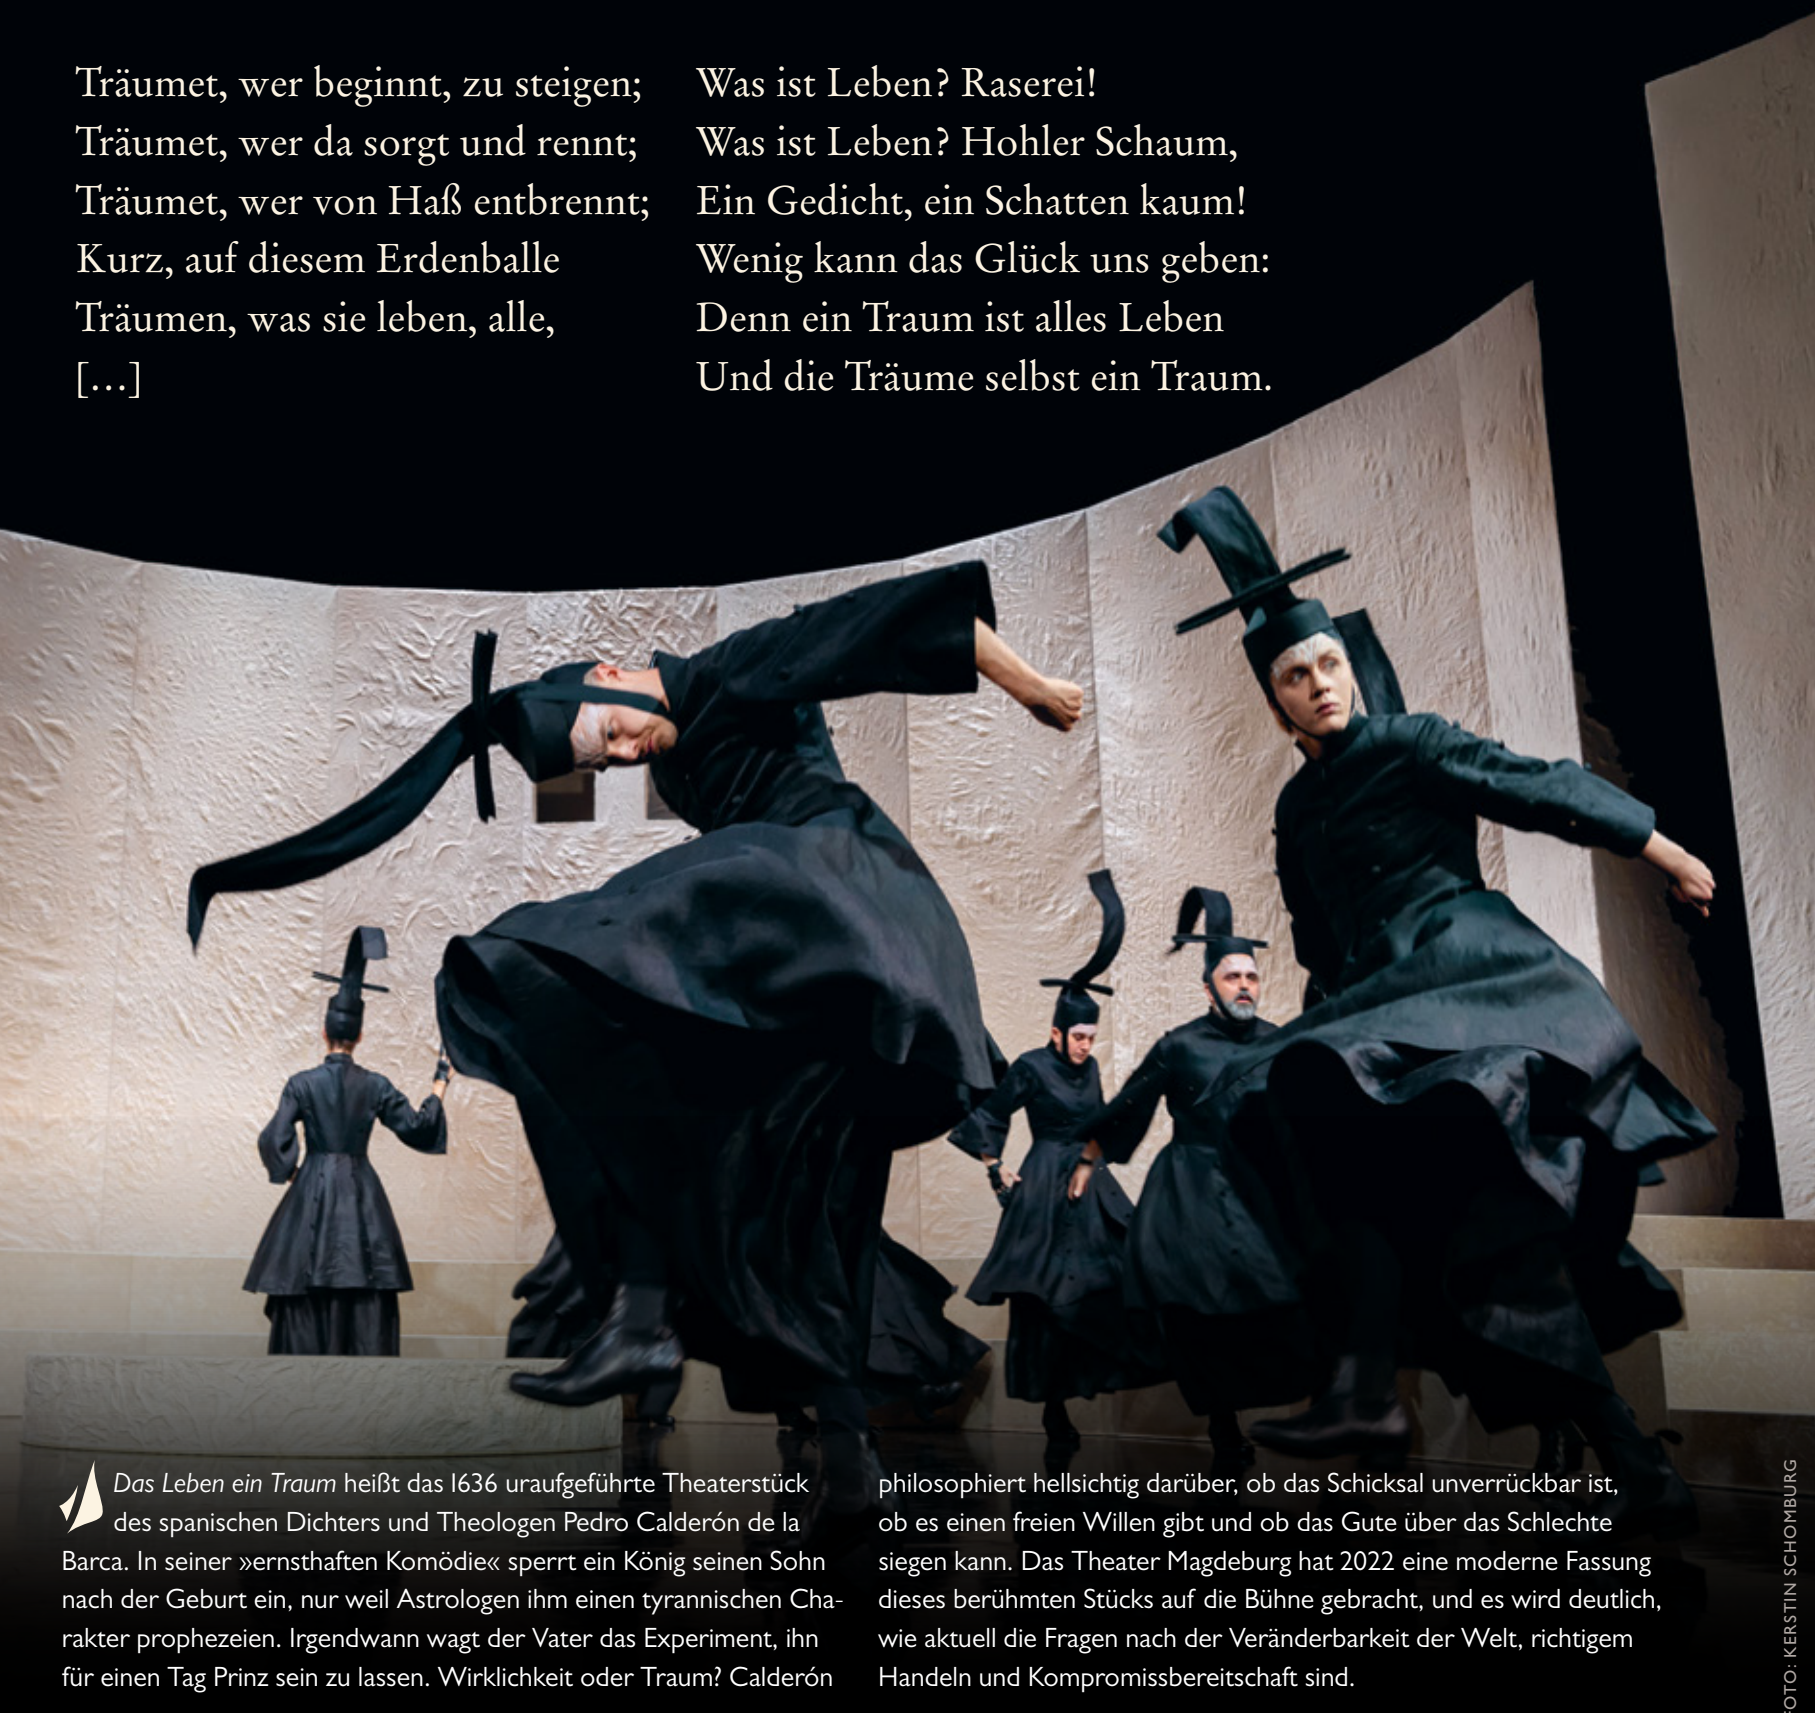 Träumet, wer beginnt, zu steigen;
Träumet, wer da sorgt und rennt;
Träumet, wer von Haß entbrennt;
Kurz, auf diesem Erdenballe
Träumen, was sie leben, alle,
[…]
Was ist Leben? Raserei!
Was ist Leben? Hohler Schaum,
Ein Gedicht, ein Schatten kaum!
Wenig kann das Glück uns geben:
Denn ein Traum ist alles Leben
Und die Träume selbst ein Traum.
Das Leben ein Traum heißt das 1636 uraufgeführte Theaterstück
des spanischen Dichters und Theologen Pedro Calderón de la
Barca. In seiner »ernsthaften Komödie« sperrt ein König seinen Sohn
nach der Geburt ein, nur weil Astrologen ihm einen tyrannischen Cha-
rakter prophezeien. Irgendwann wagt der Vater das Experiment, ihn
für einen Tag Prinz sein zu lassen. Wirklichkeit oder Traum? Calderón
philosophiert hellsichtig darüber, ob das Schicksal unverrückbar ist,
ob es einen freien Willen gibt und ob das Gute über das Schlechte
siegen kann. Das Theater Magdeburg hat 2022 eine moderne Fassung
dieses berühmten Stücks auf die Bühne gebracht, und es wird deutlich,
wie aktuell die Fragen nach der Veränderbarkeit der Welt, richtigem
Handeln und Kompromissbereitschaft sind.
FOTO: KERSTIN SCHOMBURG